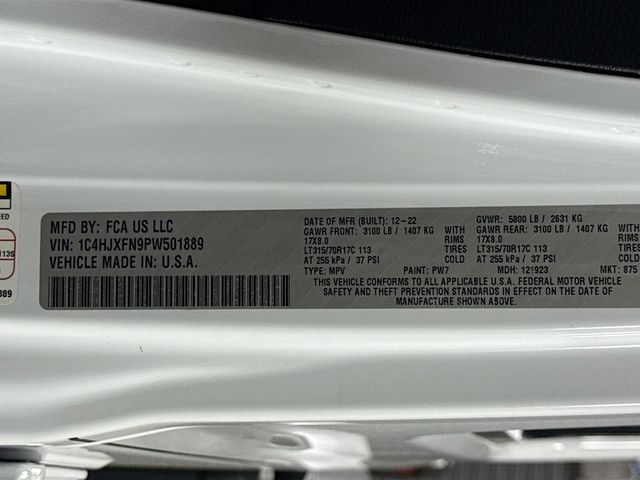 EED
113S
889
MFD BY: FCA US LLC
VIN: 1C4HJXFN9PW501889
VEHICLE MADE IN: U.S.A.
DATE OF MFR (BUILT): 12-22
GAWR FRONT: 3100 LB / 1407 KG WITH
17X8.0 RIMS
LT315/70R17C 113 TIRES
AT 255 kPa / 37 PSI COLD
TYPE: MPV PAINT: PW7
GVWR: 5800 LB / 2631 KG
GAWR REAR: 3100 LB / 1407 KG WITH
17X8.0 RIMS
LT315/70R17C 113 TIRES
AT 255 kPa / 37 PSI COLD
MDH: 121923 MKT: 875
THIS VEHICLE CONFORMS TO ALL APPLICABLE U.S.A. FEDERAL MOTOR VEHICLE
SAFETY AND THEFT PREVENTION STANDARDS IN EFFECT ON THE DATE OF
MANUFACTURE SHOWN ABOVE.